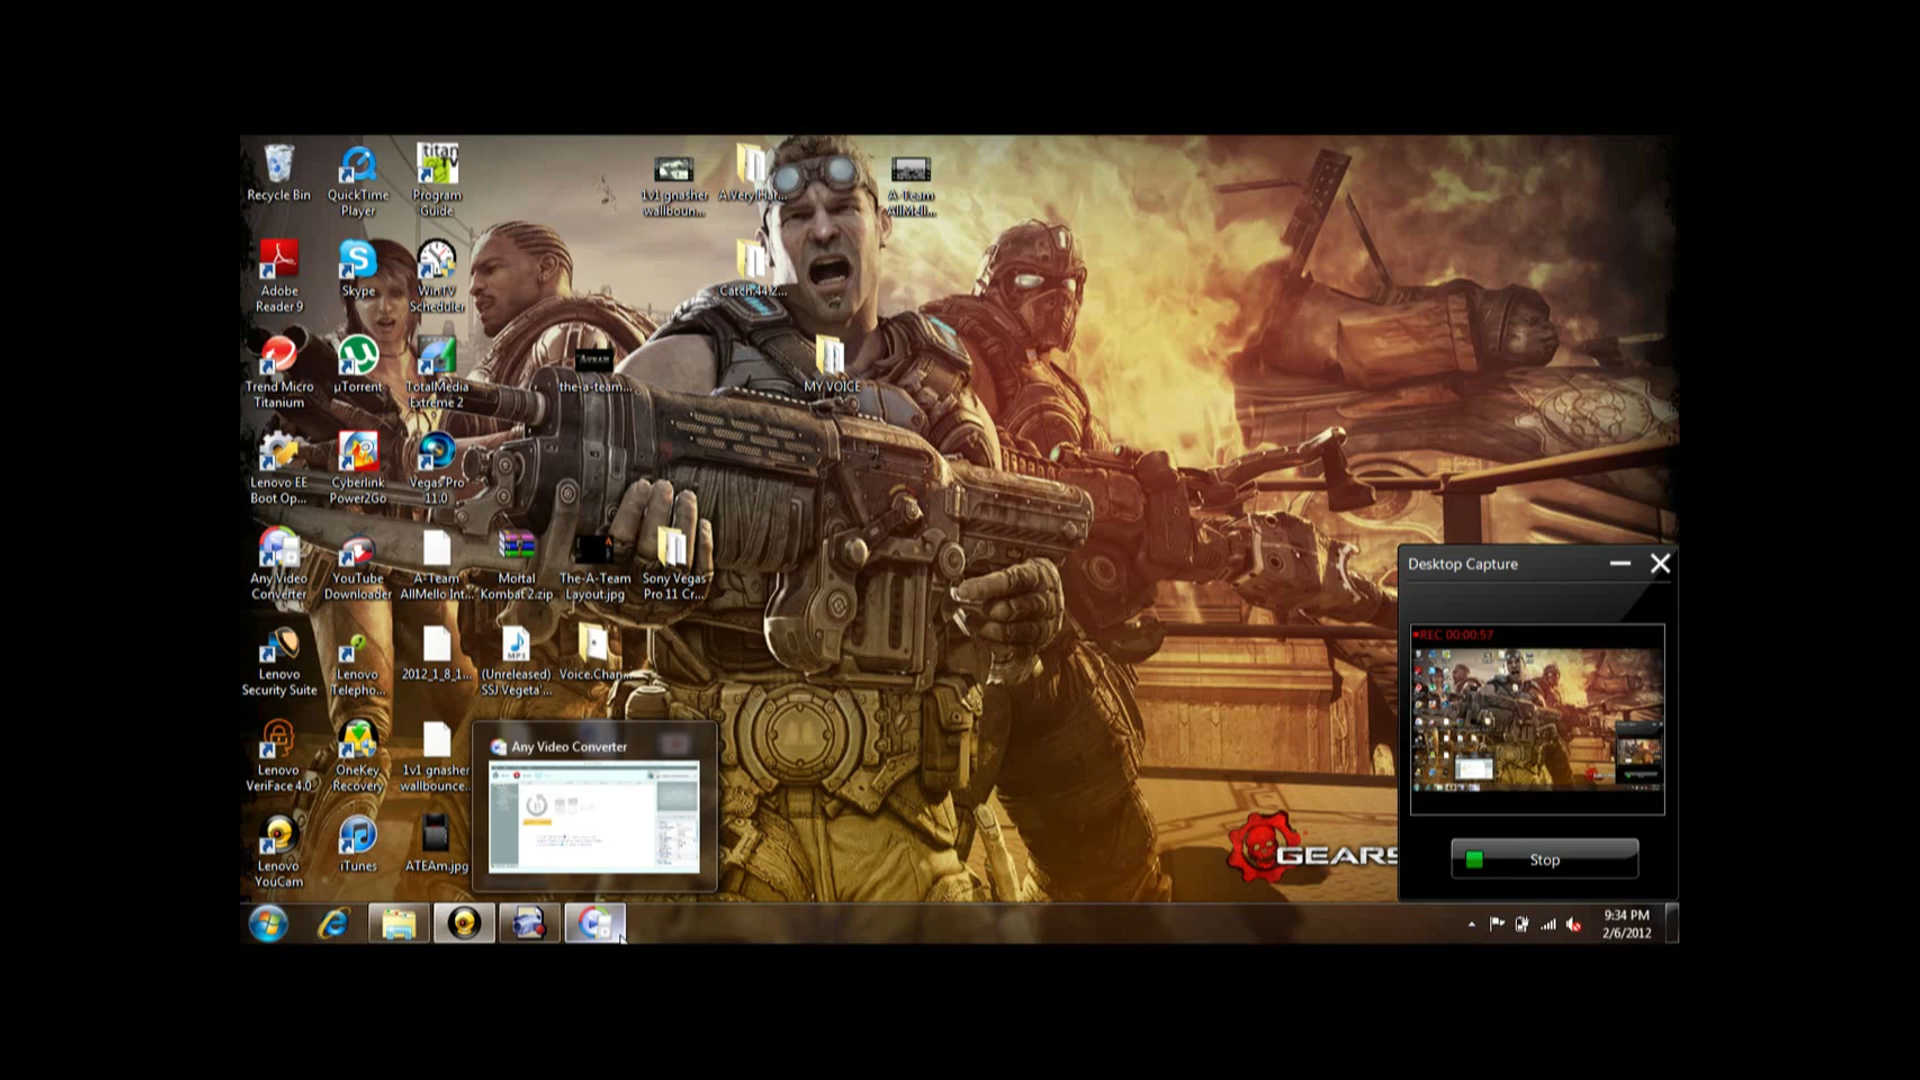 Recycle Bin
QuickTime
Player
titan
TV
Program
Guide
1v1 gnasher
wallboun...
A.Very.Har...
A-Team
AllMell...
Adobe
Reader 9
Skype
WinTV
Scheduler
Catch.44.2...
Trend Micro
Titanium
µTorrent
TotalMedia
Extreme 2
the-a-team...
MY VOICE
Lenovo EE
Boot Op...
Cyberlink
Power2Go
Vegas Pro
11.0
Any Video
Converter
YouTube
Downloader
A-Team
AllMello Int...
Mortal
Kombat 2.zip
The-A-Team
Layout.jpg
Sony Vegas
Pro 11 Cr...
Desktop Capture
REC 00:00:57
Lenovo
Security Suite
Lenovo
Telepho...
2012_1_8_1...
MP3
(Unreleased)
SSJ Vegeta'...
Voice.Chan...
Any Video Converter
Lenovo
VeriFace 4.0
OneKey
Recovery
1v1 gnasher
wallbounce...
Lenovo
YouCam
iTunes
ATEAm.jpg
GEARS
Stop
9:34 PM
2/6/2012